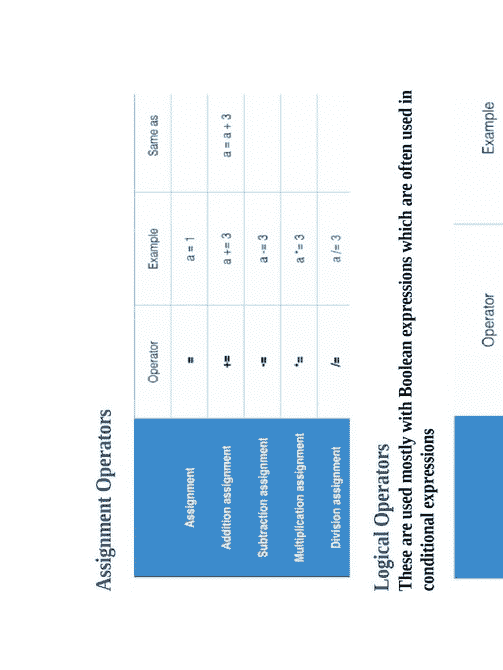 Assignment Operators
Operator Example Same as
Assignment = a = 1
Addition assignment += a += 3 a = a + 3
Subtraction assignment -= a -= 3
Multiplication assignment *= a *= 3
Division assignment /= a /= 3
Logical Operators
These are used mostly with Boolean expressions which are often used in
conditional expressions
Operator Example